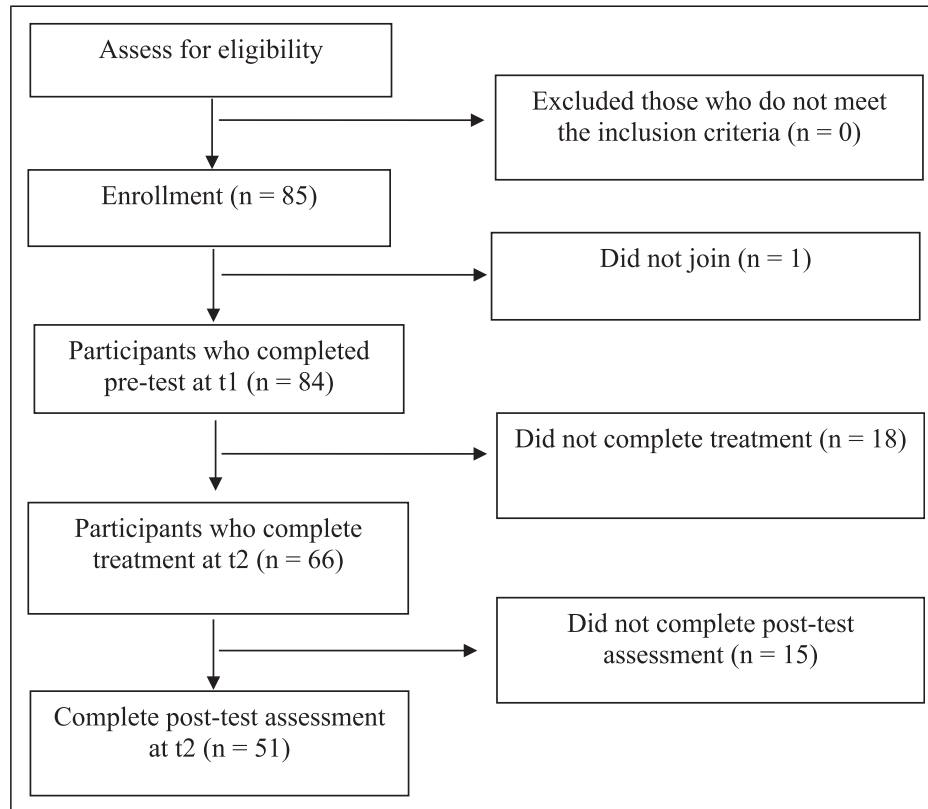 Assess for eligibility
Excluded those who do not meet
the inclusion criteria (n = 0)
Enrollment (n = 85)
Did not join (n = 1)
Participants who completed
pre-test at t1 (n = 84)
Did not complete treatment (n = 18)
Participants who complete
treatment at t2 (n = 66)
Did not complete post-test
assessment (n = 15)
Complete post-test assessment
at t2 (n = 51)